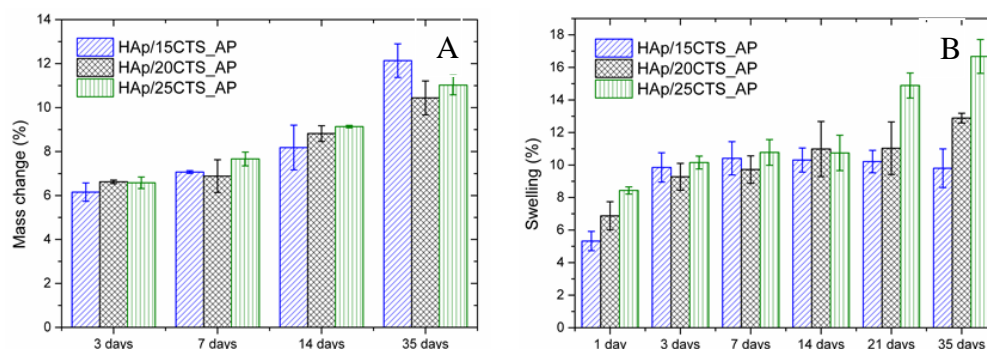 A
HAp/15CTS_AP
HAp/20CTS_AP
HAp/25CTS_AP
Mass change (%)
14
12
10
8
6
4
2
0
3 days 7 days 14 days 35 days
B
HAp/15CTS_AP
HAp/20CTS_AP
HAp/25CTS_AP
Swelling (%)
18
16
14
12
10
8
6
4
2
0
1 day 3 days 7 days 14 days 21 days 35 days